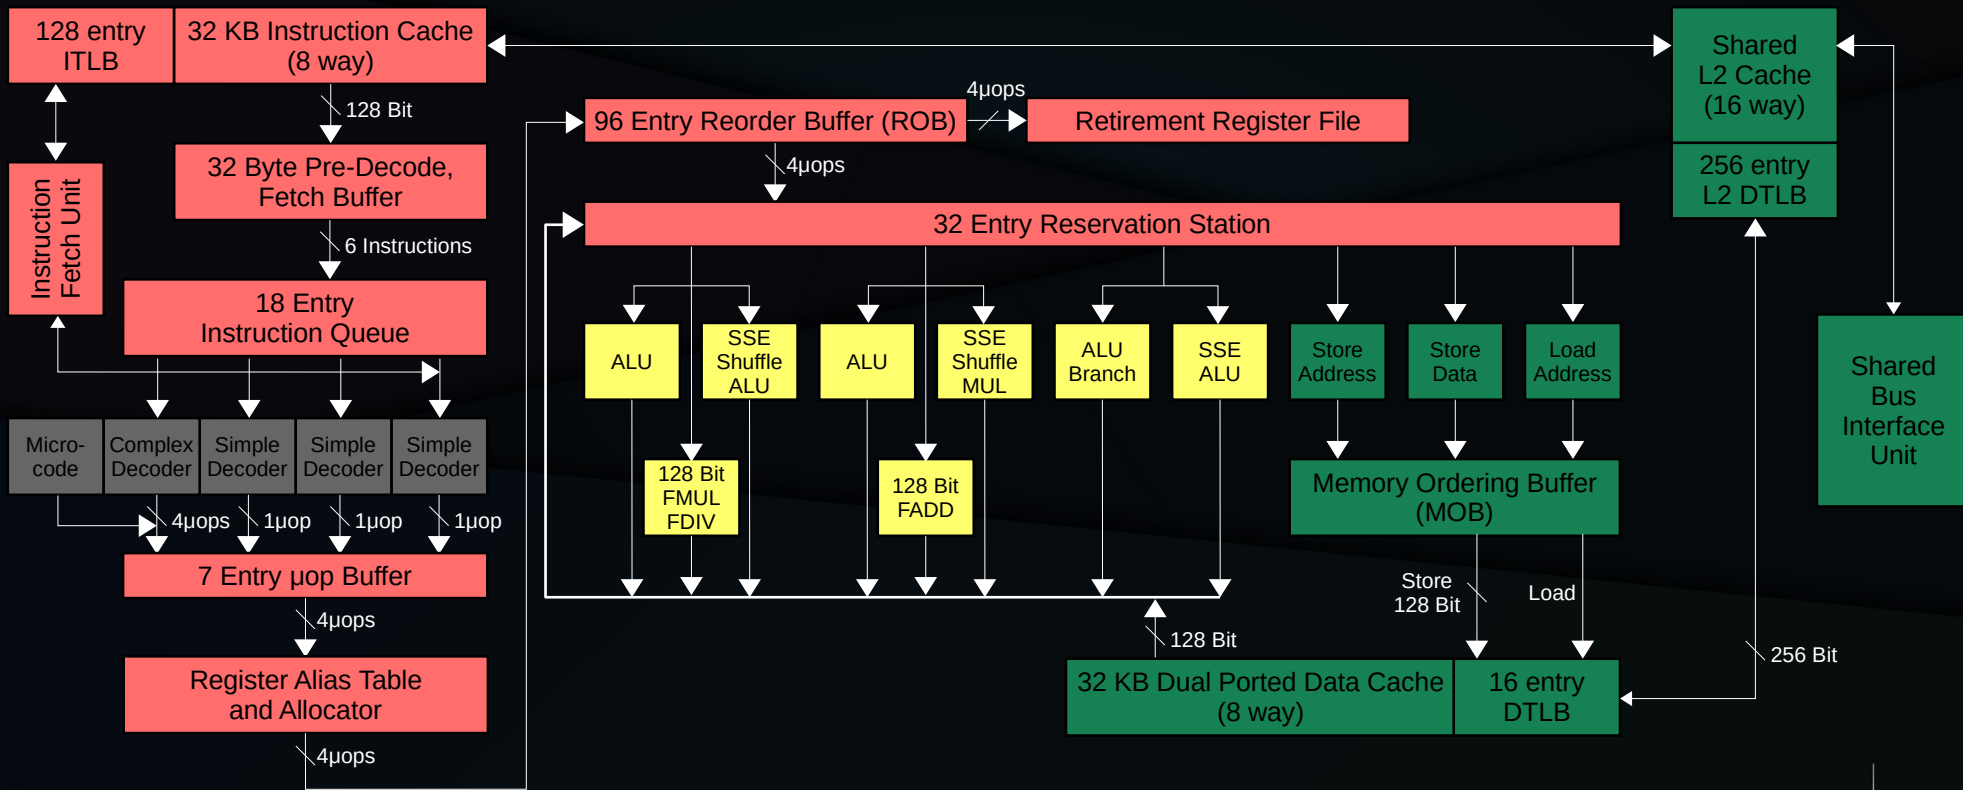 128 entry
ITLB
32 KB Instruction Cache
(8 way)
128 Bit
32 Byte Pre-Decode,
Fetch Buffer
Instruction
Fetch Unit
6 Instructions
18 Entry
Instruction Queue
Micro-
code
Complex
Decoder
Simple
Decoder
Simple
Decoder
Simple
Decoder
4µops
1µop
1µop
1µop
7 Entry µop Buffer
4µops
Register Alias Table
and Allocator
4µops
96 Entry Reorder Buffer (ROB)
4µops
Retirement Register File
4µops
32 Entry Reservation Station
ALU
SSE
Shuffle
ALU
ALU
SSE
Shuffle
MUL
ALU
Branch
SSE
ALU
Store
Address
Store
Data
Load
Address
128 Bit
FMUL
FDIV
128 Bit
FADD
Memory Ordering Buffer
(MOB)
Store
128 Bit
Load
128 Bit
32 KB Dual Ported Data Cache
(8 way)
16 entry
DTLB
256 Bit
Shared
L2 Cache
(16 way)
256 entry
L2 DTLB
Shared
Bus
Interface
Unit